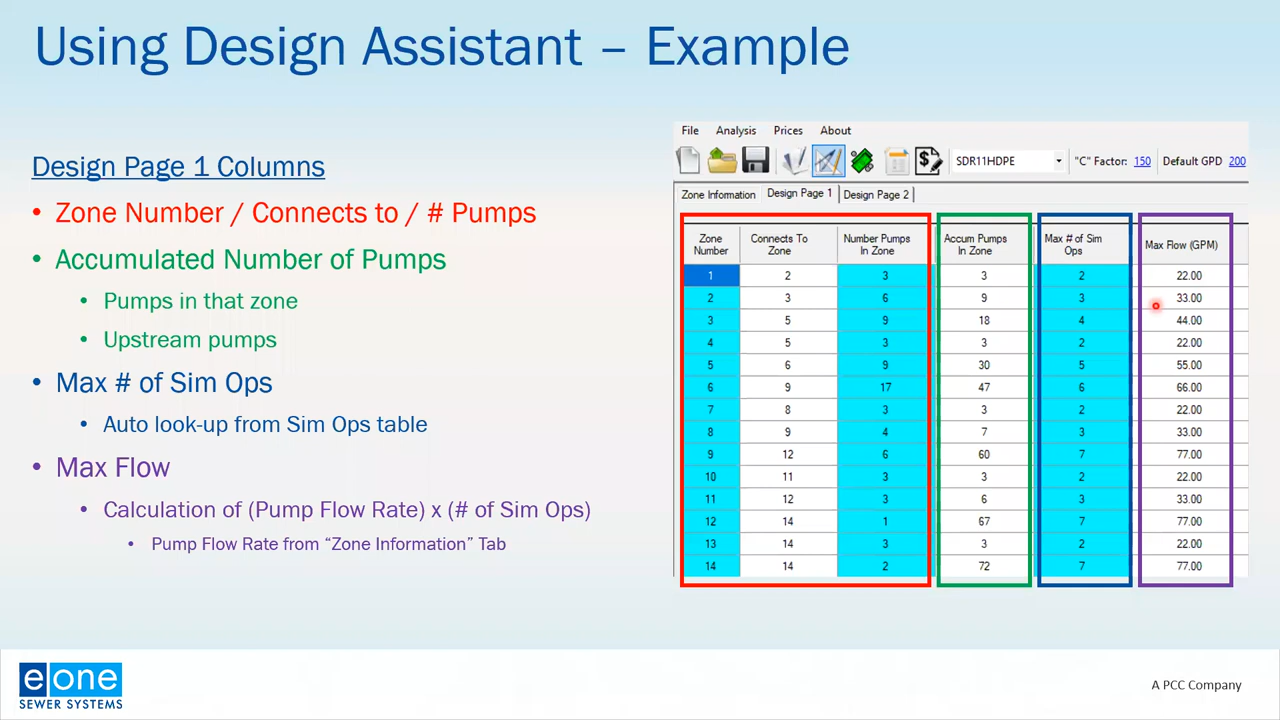 Using Design Assistant – Example
Design Page 1 Columns
• Zone Number / Connects to / # Pumps
• Accumulated Number of Pumps
• Pumps in that zone
• Upstream pumps
• Max # of Sim Ops
• Auto look-up from Sim Ops table
• Max Flow
• Calculation of (Pump Flow Rate) x (# of Sim Ops)
• Pump Flow Rate from “Zone Information” Tab
File Analysis Prices About
SDR11HDPE "C" Factor: 150 Default GPD 200
Zone Information Design Page 1 Design Page 2
Zone Number Connects To Zone Number Pumps In Zone Accum Pumps In Zone Max # of Sim Ops Max Flow (GPM)
1 2 3 3 2 22.00
2 3 6 9 3 33.00
3 5 9 18 4 44.00
4 5 3 3 2 22.00
5 6 9 30 5 55.00
6 9 17 47 6 66.00
7 8 3 3 2 22.00
8 9 4 7 3 33.00
9 12 6 60 7 77.00
10 11 3 3 2 22.00
11 12 3 6 3 33.00
12 14 1 67 7 77.00
13 14 3 3 2 22.00
14 14 2 72 7 77.00
eone
SEWER SYSTEMS
A PCC Company